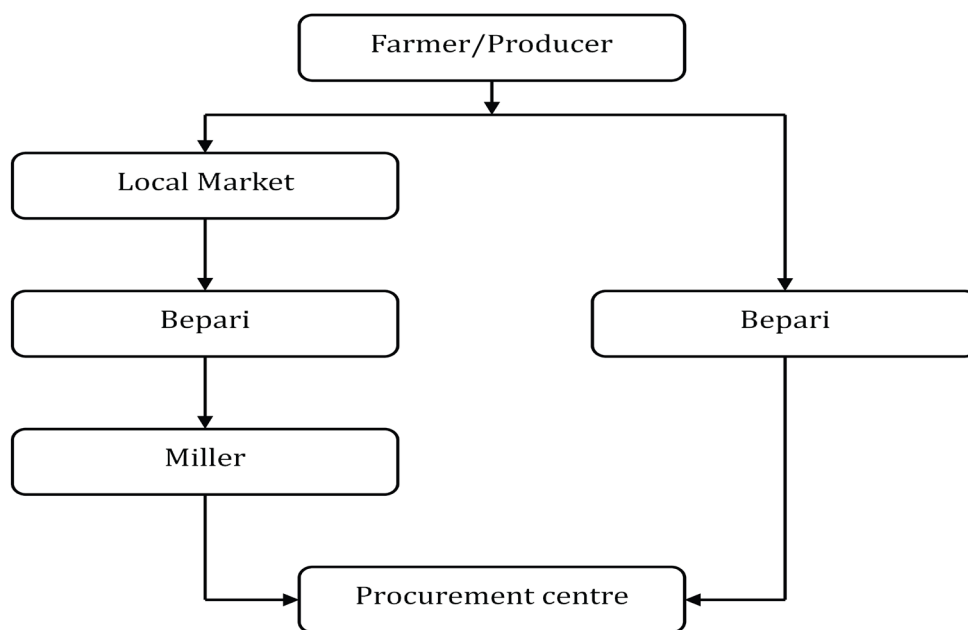 Farmer/Producer
Local Market
Bepari
Bepari
Miller
Procurement centre